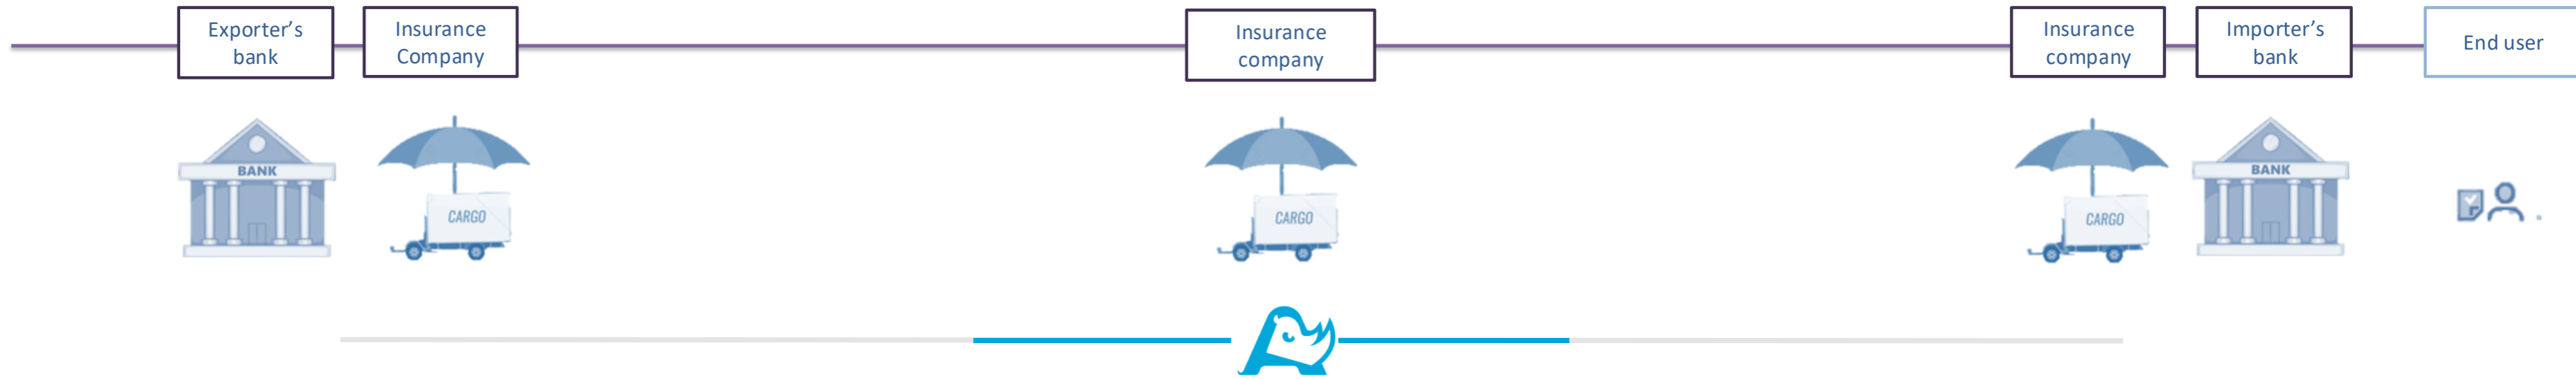 Exporter’s
bank
Insurance
Company
Insurance
company
Insurance
company
Importer’s
bank
End user
BANK
CARGO
CARGO
CARGO
BANK